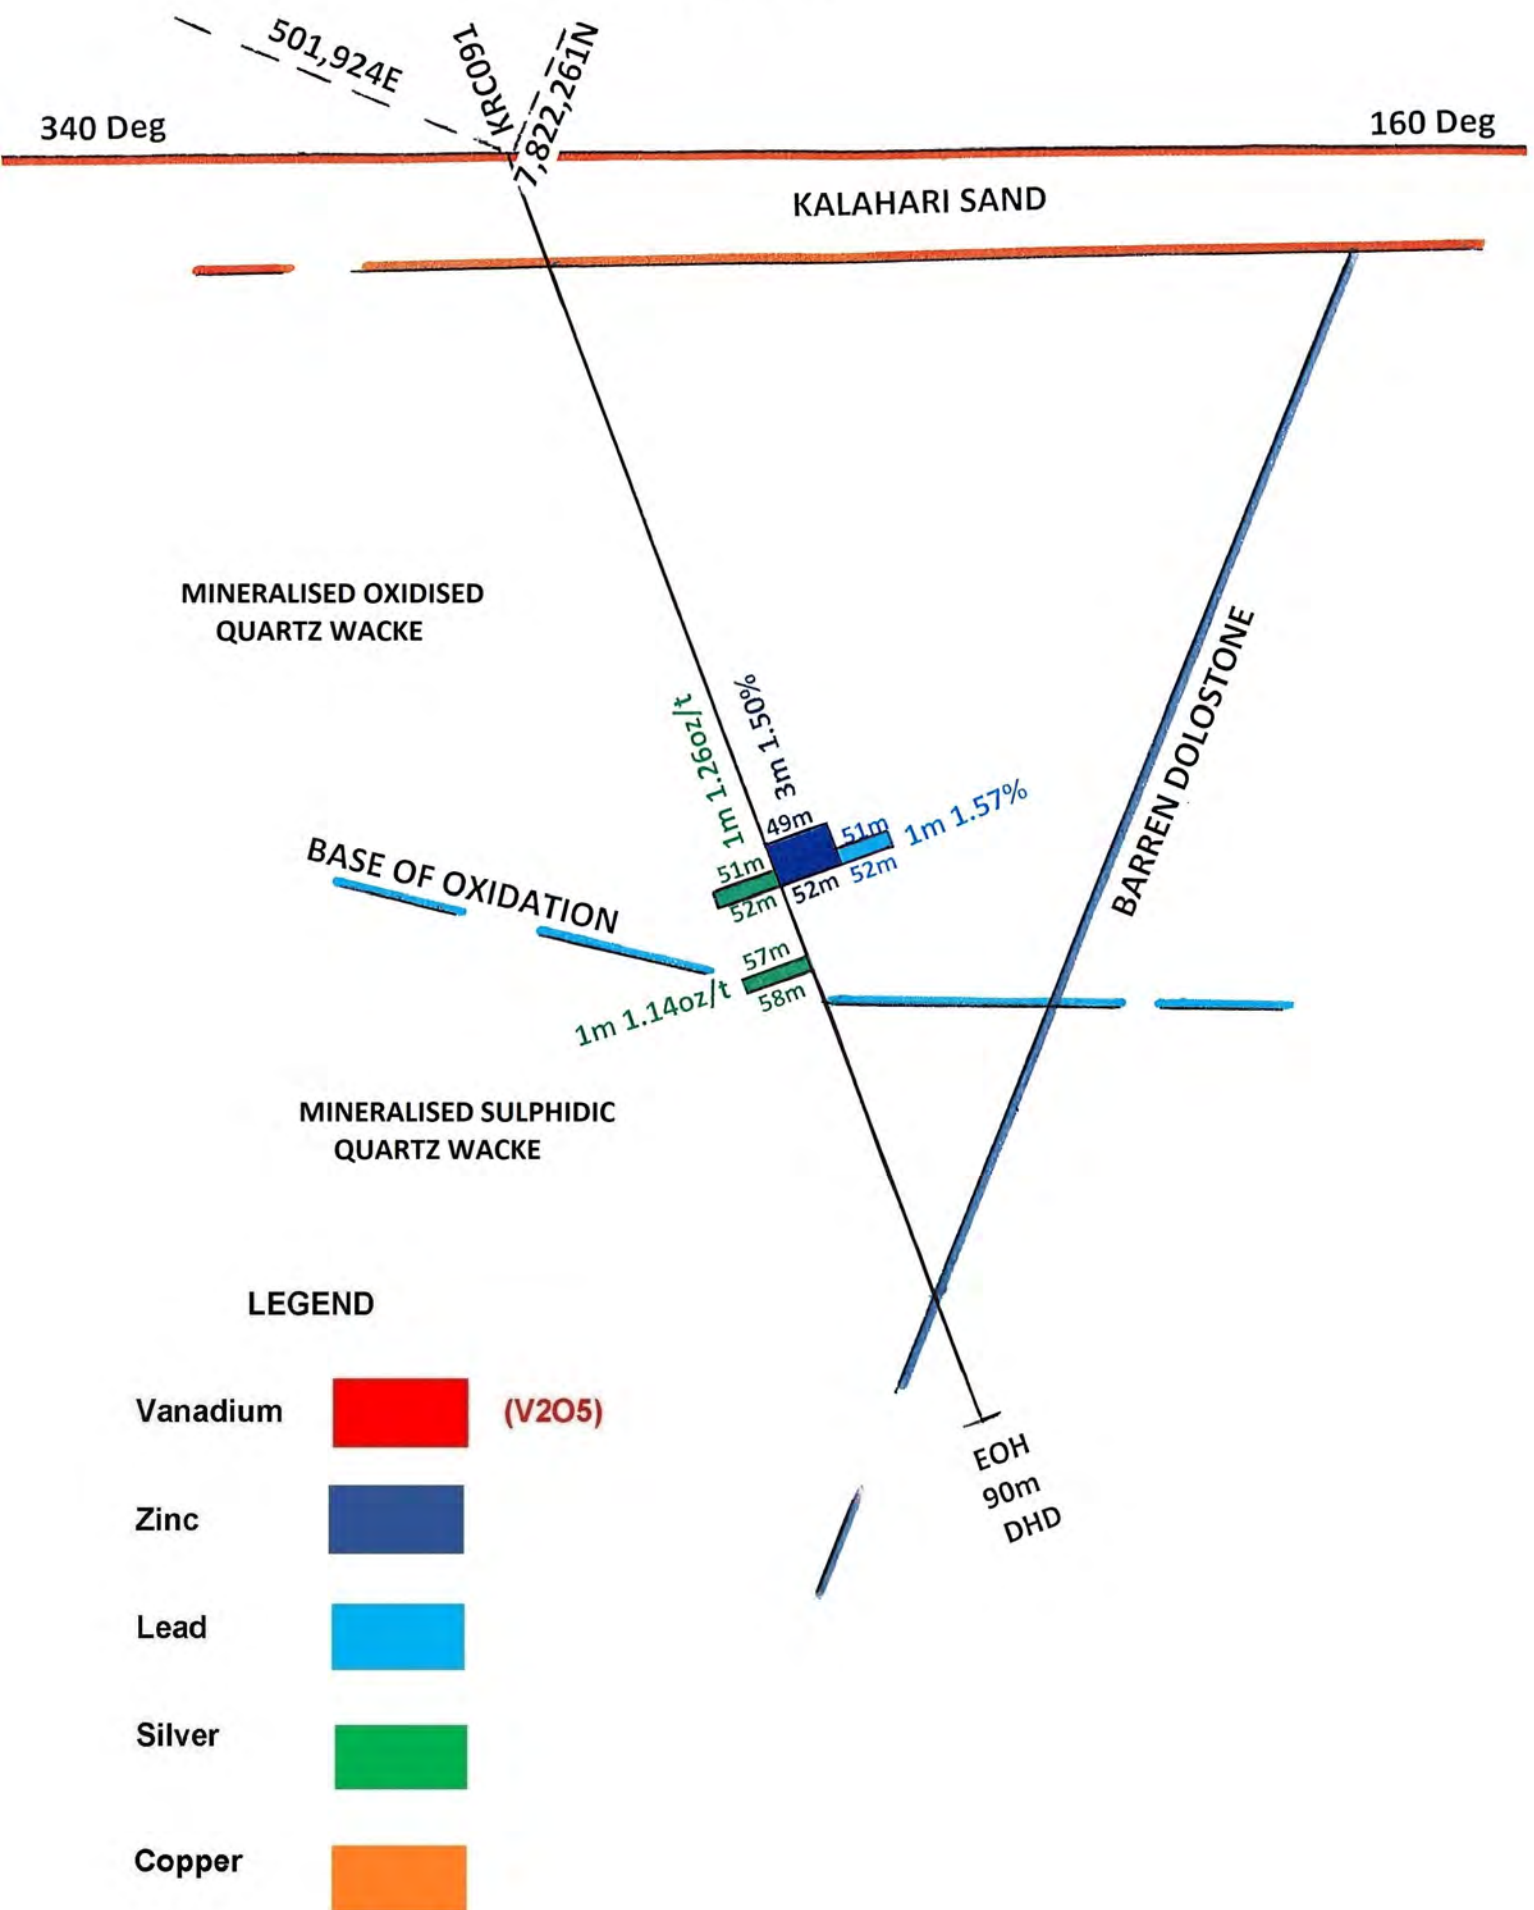 501,924E
KRC091
7,822,261N
340 Deg
160 Deg
KALAHARI SAND
MINERALISED OXIDISED
QUARTZ WACKE
BARREN DOLOSTONE
1m 1.26oz/t
3m 1.50%
49m
51m
1m 1.57%
51m
52m
52m
52m
BASE OF OXIDATION
57m
58m
1m 1.14oz/t
MINERALISED SULPHIDIC
QUARTZ WACKE
EOH
90m
DHD
LEGEND
Vanadium (V2O5)
Zinc
Lead
Silver
Copper